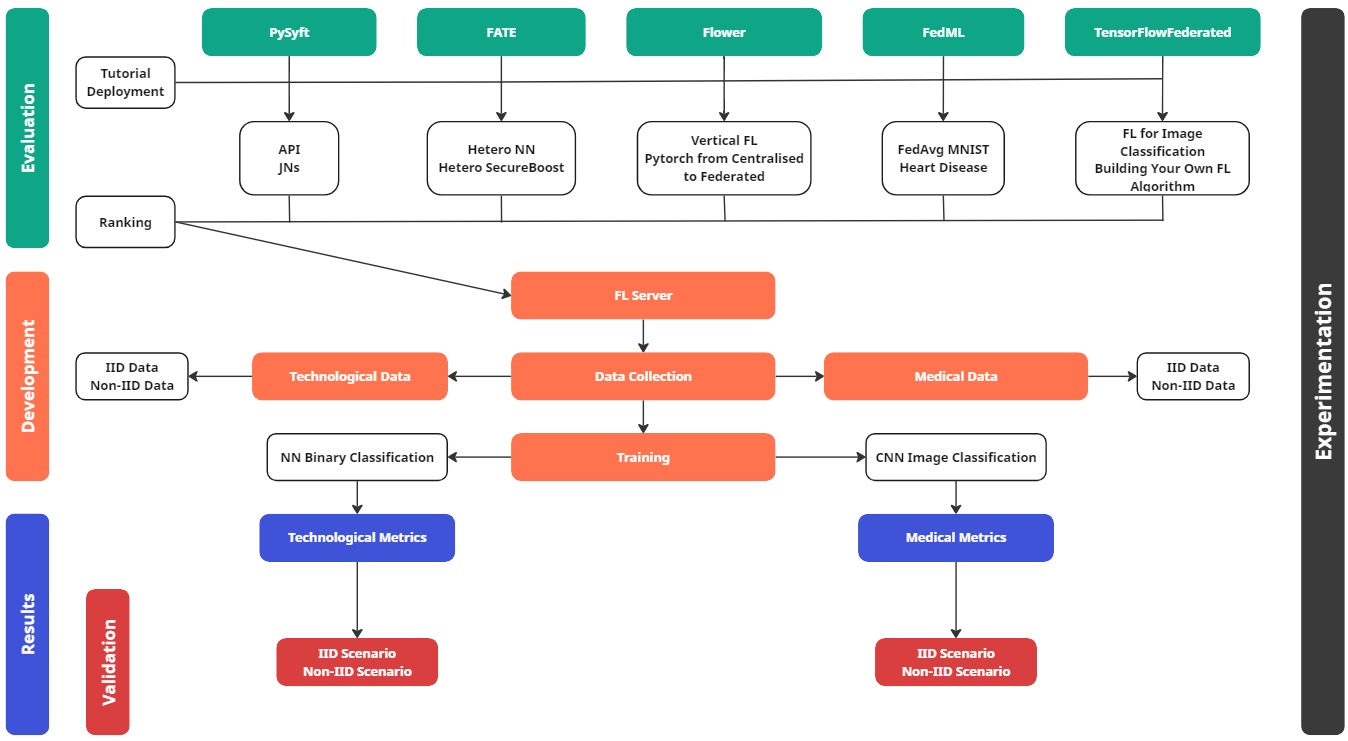 Evaluation
PySyft
FATE
Flower
FedML
TensorFlowFederated
Tutorial
Deployment
API
JNs
Hetero NN
Hetero SecureBoost
Vertical FL
Pytorch from Centralised
to Federated
FedAvg MNIST
Heart Disease
FL for Image
Classification
Building Your Own FL
Algorithm
Ranking
Development
FL Server
IID Data
Non-IID Data
Technological Data
Data Collection
Medical Data
IID Data
Non-IID Data
NN Binary Classification
Training
CNN Image Classification
Results
Technological Metrics
Medical Metrics
Validation
IID Scenario
Non-IID Scenario
IID Scenario
Non-IID Scenario
Experimentation